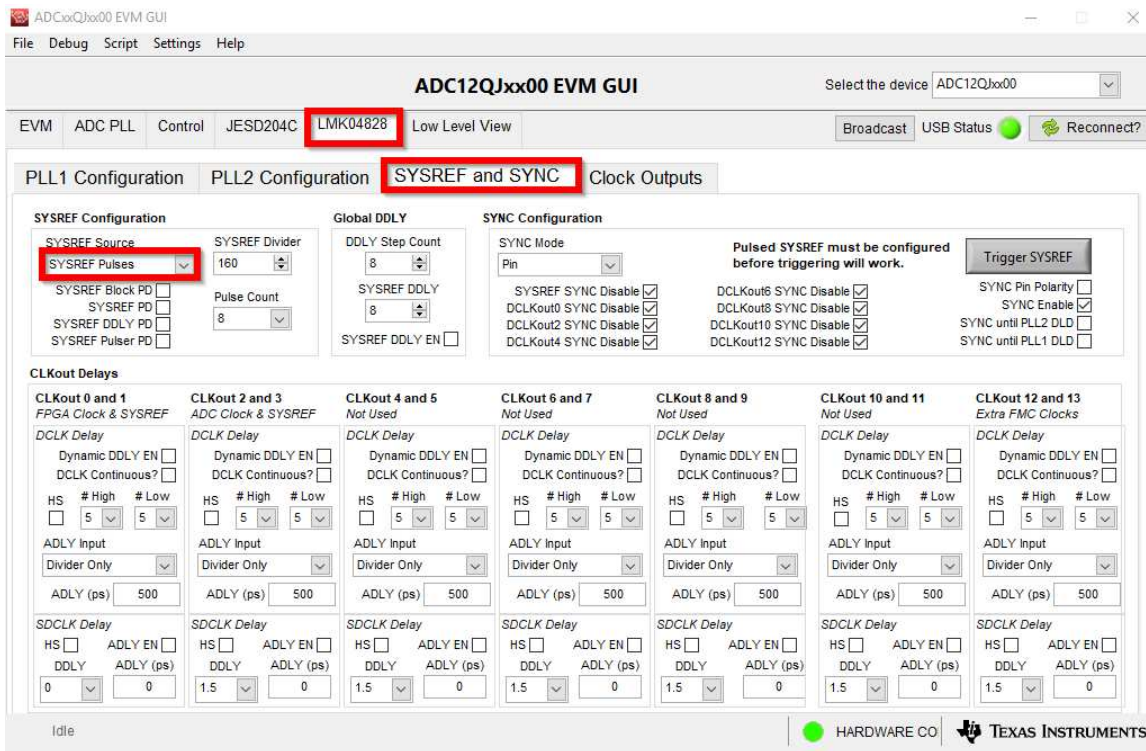 ADCxxQJxx00 EVM GUI
File Debug Script Settings Help
ADC12QJxx00 EVM GUI
Select the device ADC12QJxx00
EVM ADC PLL Control JESD204C LMK04828 Low Level View
Broadcast USB Status Reconnect?
PLL1 Configuration PLL2 Configuration SYSREF and SYNC Clock Outputs
SYSREF Configuration Global DDLY SYNC Configuration
SYSREF Source SYSREF Divider DDLY Step Count SYNC Mode
SYSREF Pulses 160 8 Pin
Pulsed SYSREF must be configured
before triggering will work.
Trigger SYSREF
SYSREF Block PD
SYSREF PD
SYSREF DDLY PD
SYSREF Pulser PD
Pulse Count
8
SYSREF DDLY
8
SYSREF DDLY EN
SYSREF SYNC Disable
DCLKout0 SYNC Disable
DCLKout2 SYNC Disable
DCLKout4 SYNC Disable
DCLKout6 SYNC Disable
DCLKout8 SYNC Disable
DCLKout10 SYNC Disable
DCLKout12 SYNC Disable
SYNC Pin Polarity
SYNC Enable
SYNC until PLL2 DLD
SYNC until PLL1 DLD
CLKout Delays
CLKout 0 and 1 CLKout 2 and 3 CLKout 4 and 5 CLKout 6 and 7 CLKout 8 and 9 CLKout 10 and 11 CLKout 12 and 13
FPGA Clock & SYSREF ADC Clock & SYSREF Not Used Not Used Not Used Not Used Extra FMC Clocks
DCLK Delay DCLK Delay DCLK Delay DCLK Delay DCLK Delay DCLK Delay DCLK Delay
Dynamic DDLY EN Dynamic DDLY EN Dynamic DDLY EN Dynamic DDLY EN Dynamic DDLY EN Dynamic DDLY EN Dynamic DDLY EN
DCLK Continuous? DCLK Continuous? DCLK Continuous? DCLK Continuous? DCLK Continuous? DCLK Continuous? DCLK Continuous?
HS # High # Low HS # High # Low HS # High # Low HS # High # Low HS # High # Low HS # High # Low HS # High # Low
5 5 5 5 5 5 5 5 5 5 5 5 5 5
ADLY Input ADLY Input ADLY Input ADLY Input ADLY Input ADLY Input ADLY Input
Divider Only Divider Only Divider Only Divider Only Divider Only Divider Only Divider Only
ADLY (ps) 500 ADLY (ps) 500 ADLY (ps) 500 ADLY (ps) 500 ADLY (ps) 500 ADLY (ps) 500 ADLY (ps) 500
SDCLK Delay SDCLK Delay SDCLK Delay SDCLK Delay SDCLK Delay SDCLK Delay SDCLK Delay
HS ADLY EN HS ADLY EN HS ADLY EN HS ADLY EN HS ADLY EN HS ADLY EN HS ADLY EN
DDLY ADLY (ps) DDLY ADLY (ps) DDLY ADLY (ps) DDLY ADLY (ps) DDLY ADLY (ps) DDLY ADLY (ps) DDLY ADLY (ps)
0 0 1.5 0 1.5 0 1.5 0 1.5 0 1.5 0 1.5 0
Idle HARDWARE CO TEXAS INSTRUMENTS